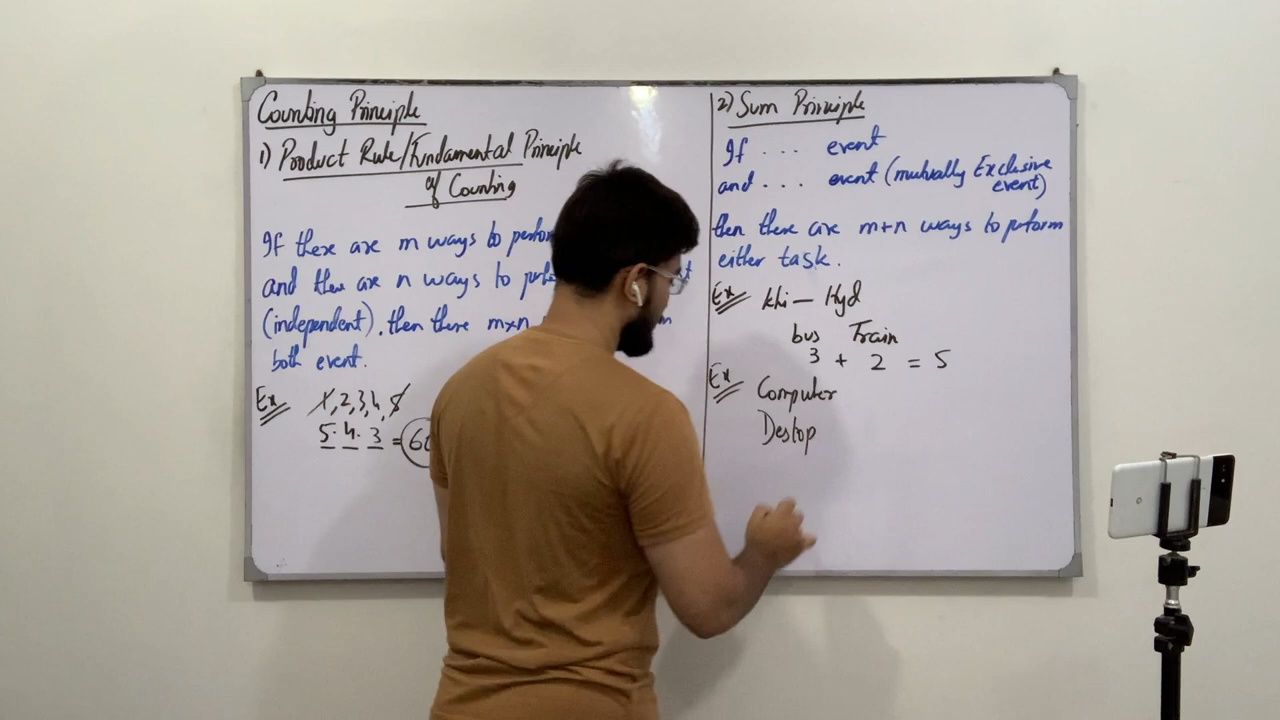 Counting Principle
1) Product Rule/Fundamental Principle
of Counting
If there are m ways to perfor
and there are n ways to
(independent), then there m×n
both event.
Ex 1, 2, 3, 4, 5
5. 4. 3 = 60
2) Sum Principle
If . . . event
and . . . event (mutually Exclusive
event)
then there are m+n ways to perform
either task.
Ex Khi — Hyd
bus Train
3 + 2 = 5
Ex Computer
Destop